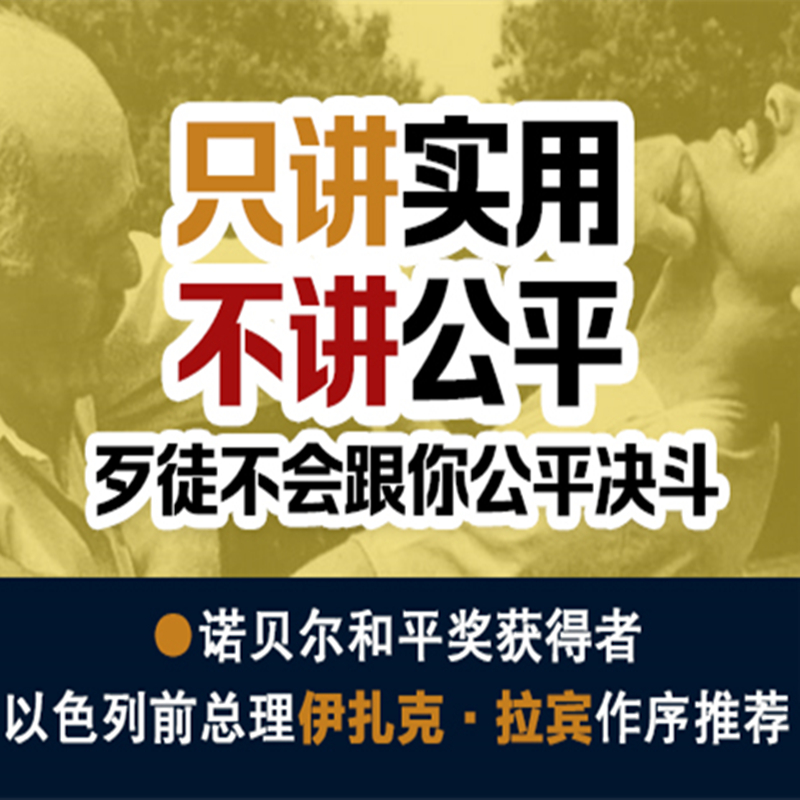 只讲实用
不讲公平
歹徒不会跟你公平决斗
●诺贝尔和平奖获得者
以色列前总理伊扎克·拉宾作序推荐